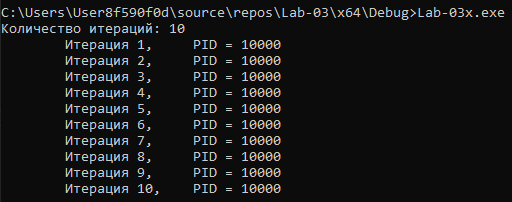 C:\Users\User8f590f0d\source\repos\Lab-03\x64\Debug>Lab-03x.exe
Количество итераций: 10
Итерация 1, PID = 10000
Итерация 2, PID = 10000
Итерация 3, PID = 10000
Итерация 4, PID = 10000
Итерация 5, PID = 10000
Итерация 6, PID = 10000
Итерация 7, PID = 10000
Итерация 8, PID = 10000
Итерация 9, PID = 10000
Итерация 10, PID = 10000